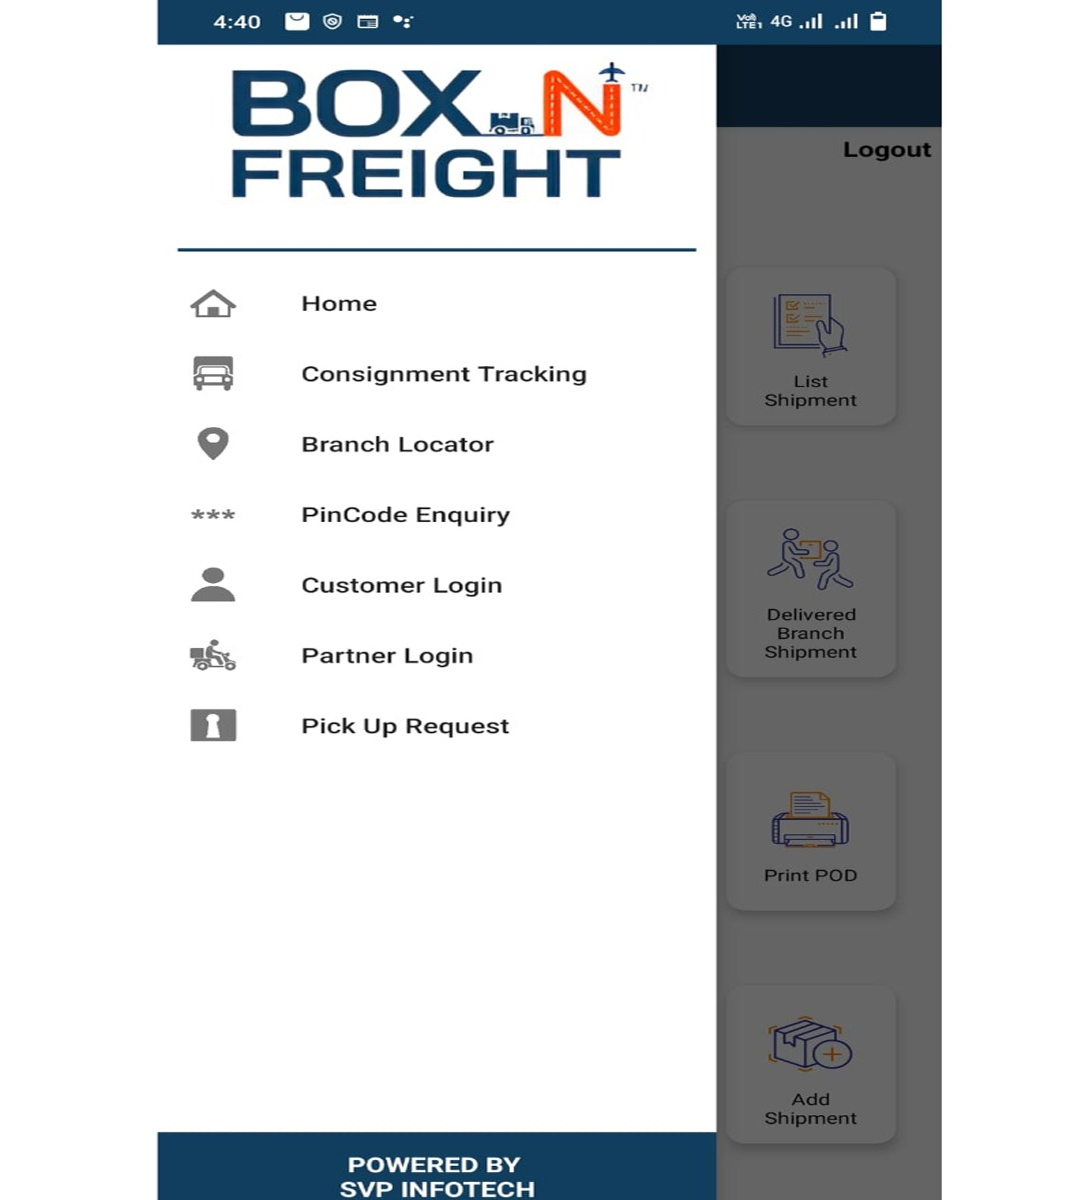 4:40
Vo)) 4G
LTE1
BOX N TM
FREIGHT
Logout
Home
Consignment Tracking
Branch Locator
***
PinCode Enquiry
Customer Login
Partner Login
Pick Up Request
List
Shipment
Delivered
Branch
Shipment
Print POD
Add
Shipment
POWERED BY
SVP INFOTECH